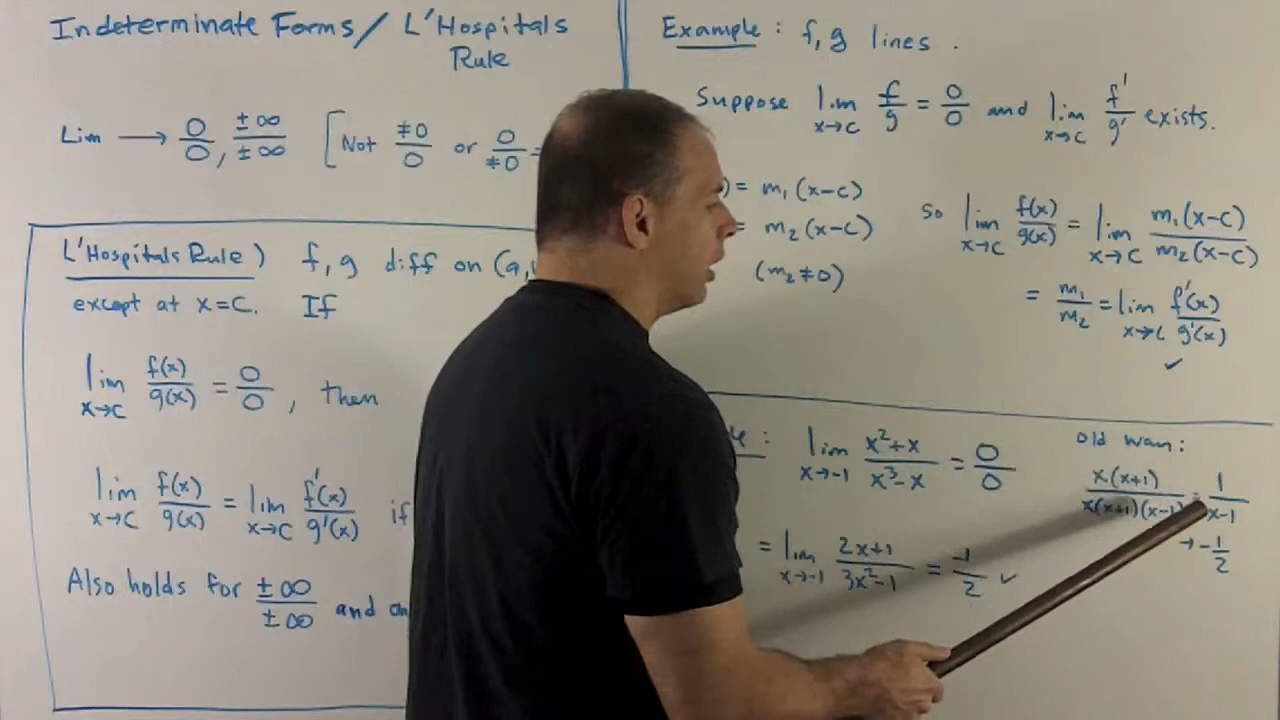 Indeterminate Forms / L'Hospitals
Rule
Lim → 0/0, ±∞/±∞ [Not ≠0/0 or 0/≠0 =
L'Hospitals Rule) f, g diff on (a,
except at x=c. If
lim x→c f(x)/g(x) = 0/0, then
lim x→c f(x)/g(x) = lim x→c f'(x)/g'(x) if
Also holds for ±∞/±∞ and
Example: f, g lines.
Suppose lim x→c f/g = 0/0 and lim x→c f'/g' exists.
) = m₁(x-c)
= m₂(x-c)
(m₂≠0)
so lim x→c f(x)/g(x) = lim x→c m₁(x-c)/m₂(x-c)
= m₁/m₂ = lim x→c f'(x)/g'(x)
✓
: lim x→-1 x²+x/x³-x = 0/0
= lim x→-1 2x+1/3x²-1 = -1/2 ✓
Old way:
x(x+1)/x(x+1)(x-1) = 1/x-1
→ -1/2